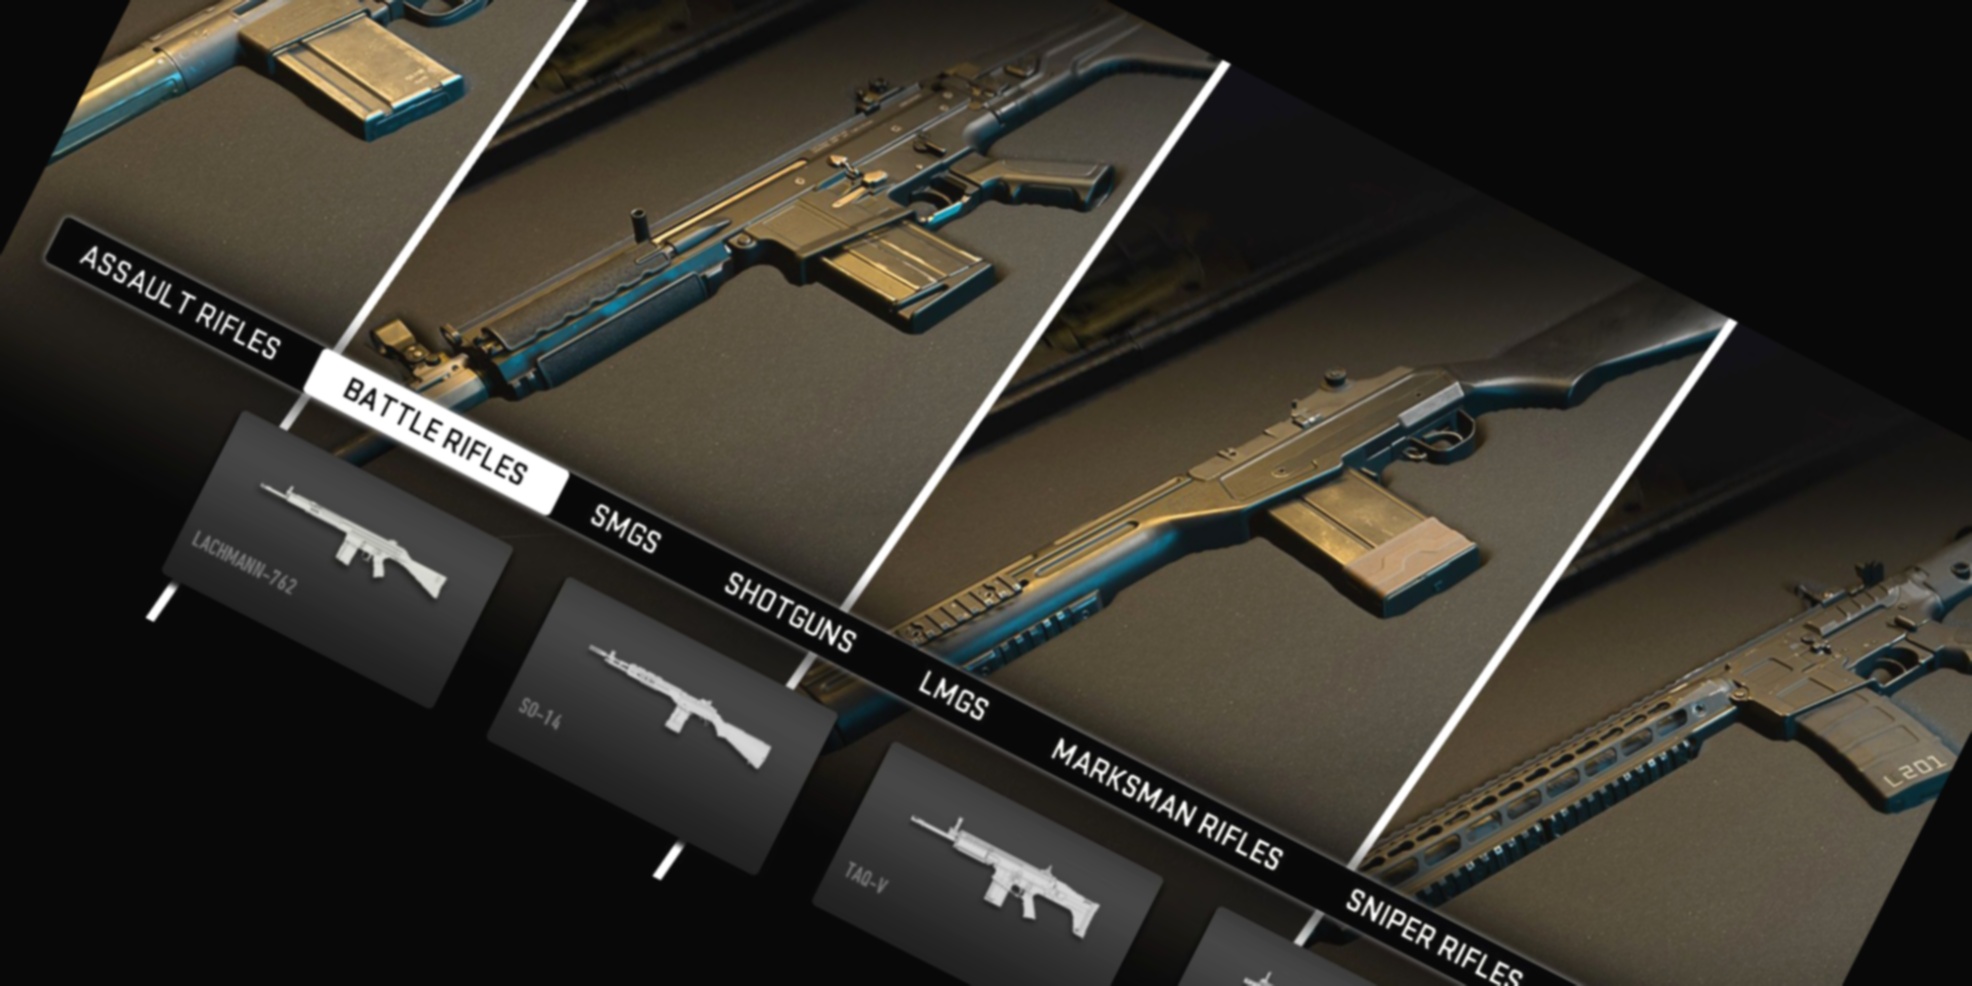 ASSAULT RIFLES
BATTLE RIFLES
SMGS
SHOTGUNS
LMGS
MARKSMAN RIFLES
SNIPER RIFLES
LACHMANN-762
SO-14
TAQ-V
L201